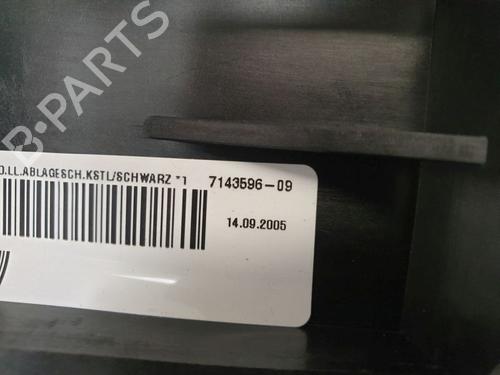 B-PARTS
LL.ABLAGESCH.KSTL/SCHWARZ *1 7143596-09
14.09.2005